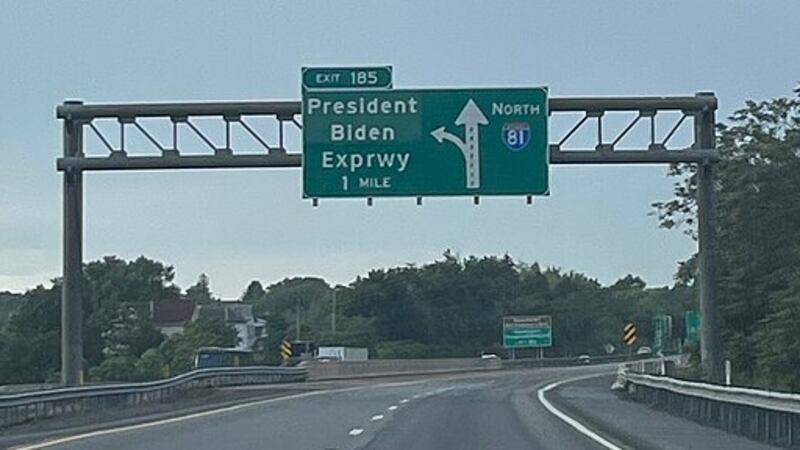 EXIT 185
President
Biden
Exprwy
1 MILE
NORTH
81